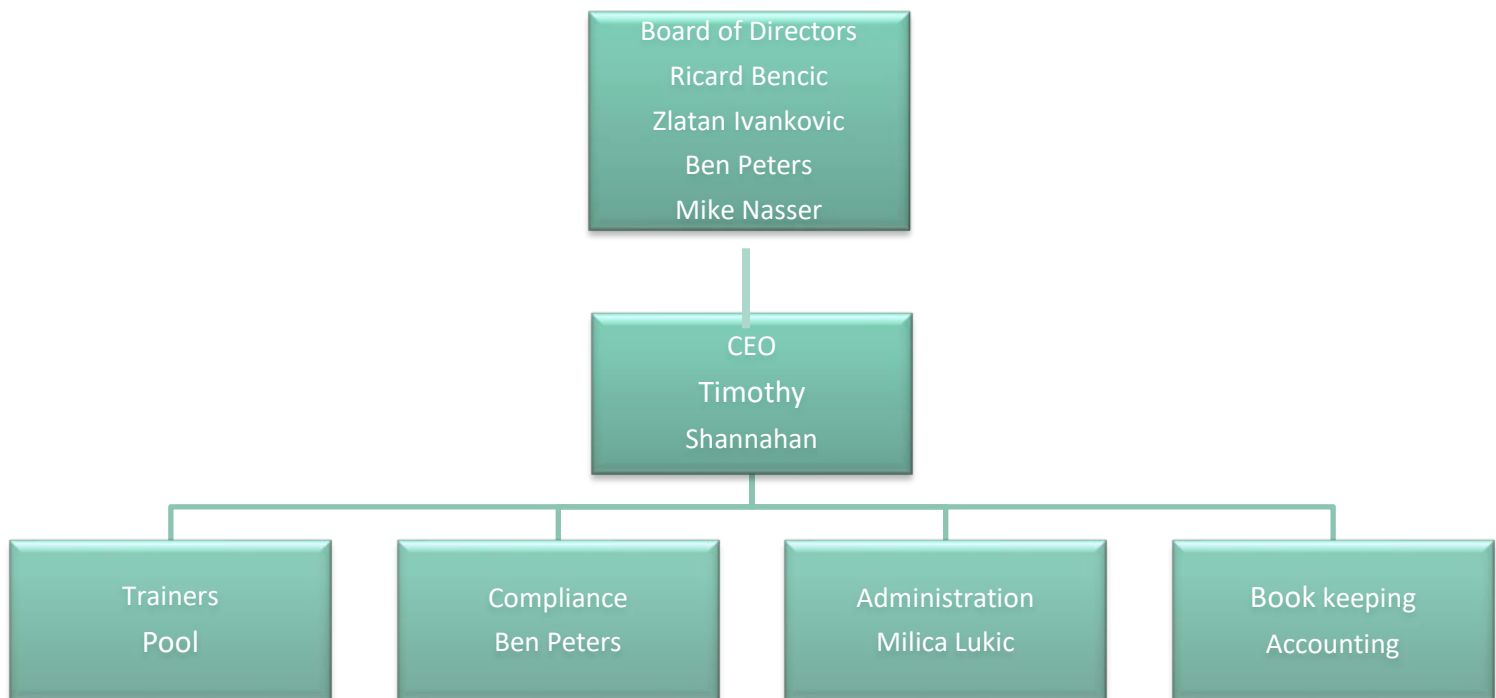 Board of Directors
Ricard Bencic
Zlatan Ivankovic
Ben Peters
Mike Nasser
CEO
Timothy
Shannahan
Trainers
Pool
Compliance
Ben Peters
Administration
Milica Lukic
Book keeping
Accounting